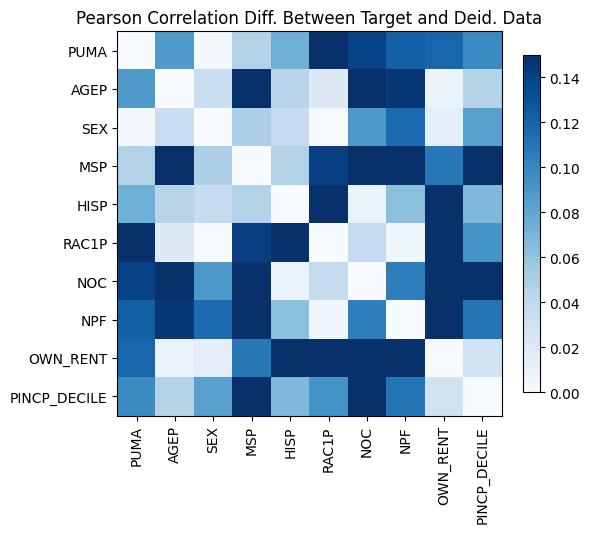 Pearson Correlation Diff. Between Target and Deid. Data
PUMA
AGEP
SEX
MSP
HISP
RAC1P
NOC
NPF
OWN_RENT
PINCP_DECILE
PUMA
AGEP
SEX
MSP
HISP
RAC1P
NOC
NPF
OWN_RENT
PINCP_DECILE
0.14
0.12
0.10
0.08
0.06
0.04
0.02
0.00